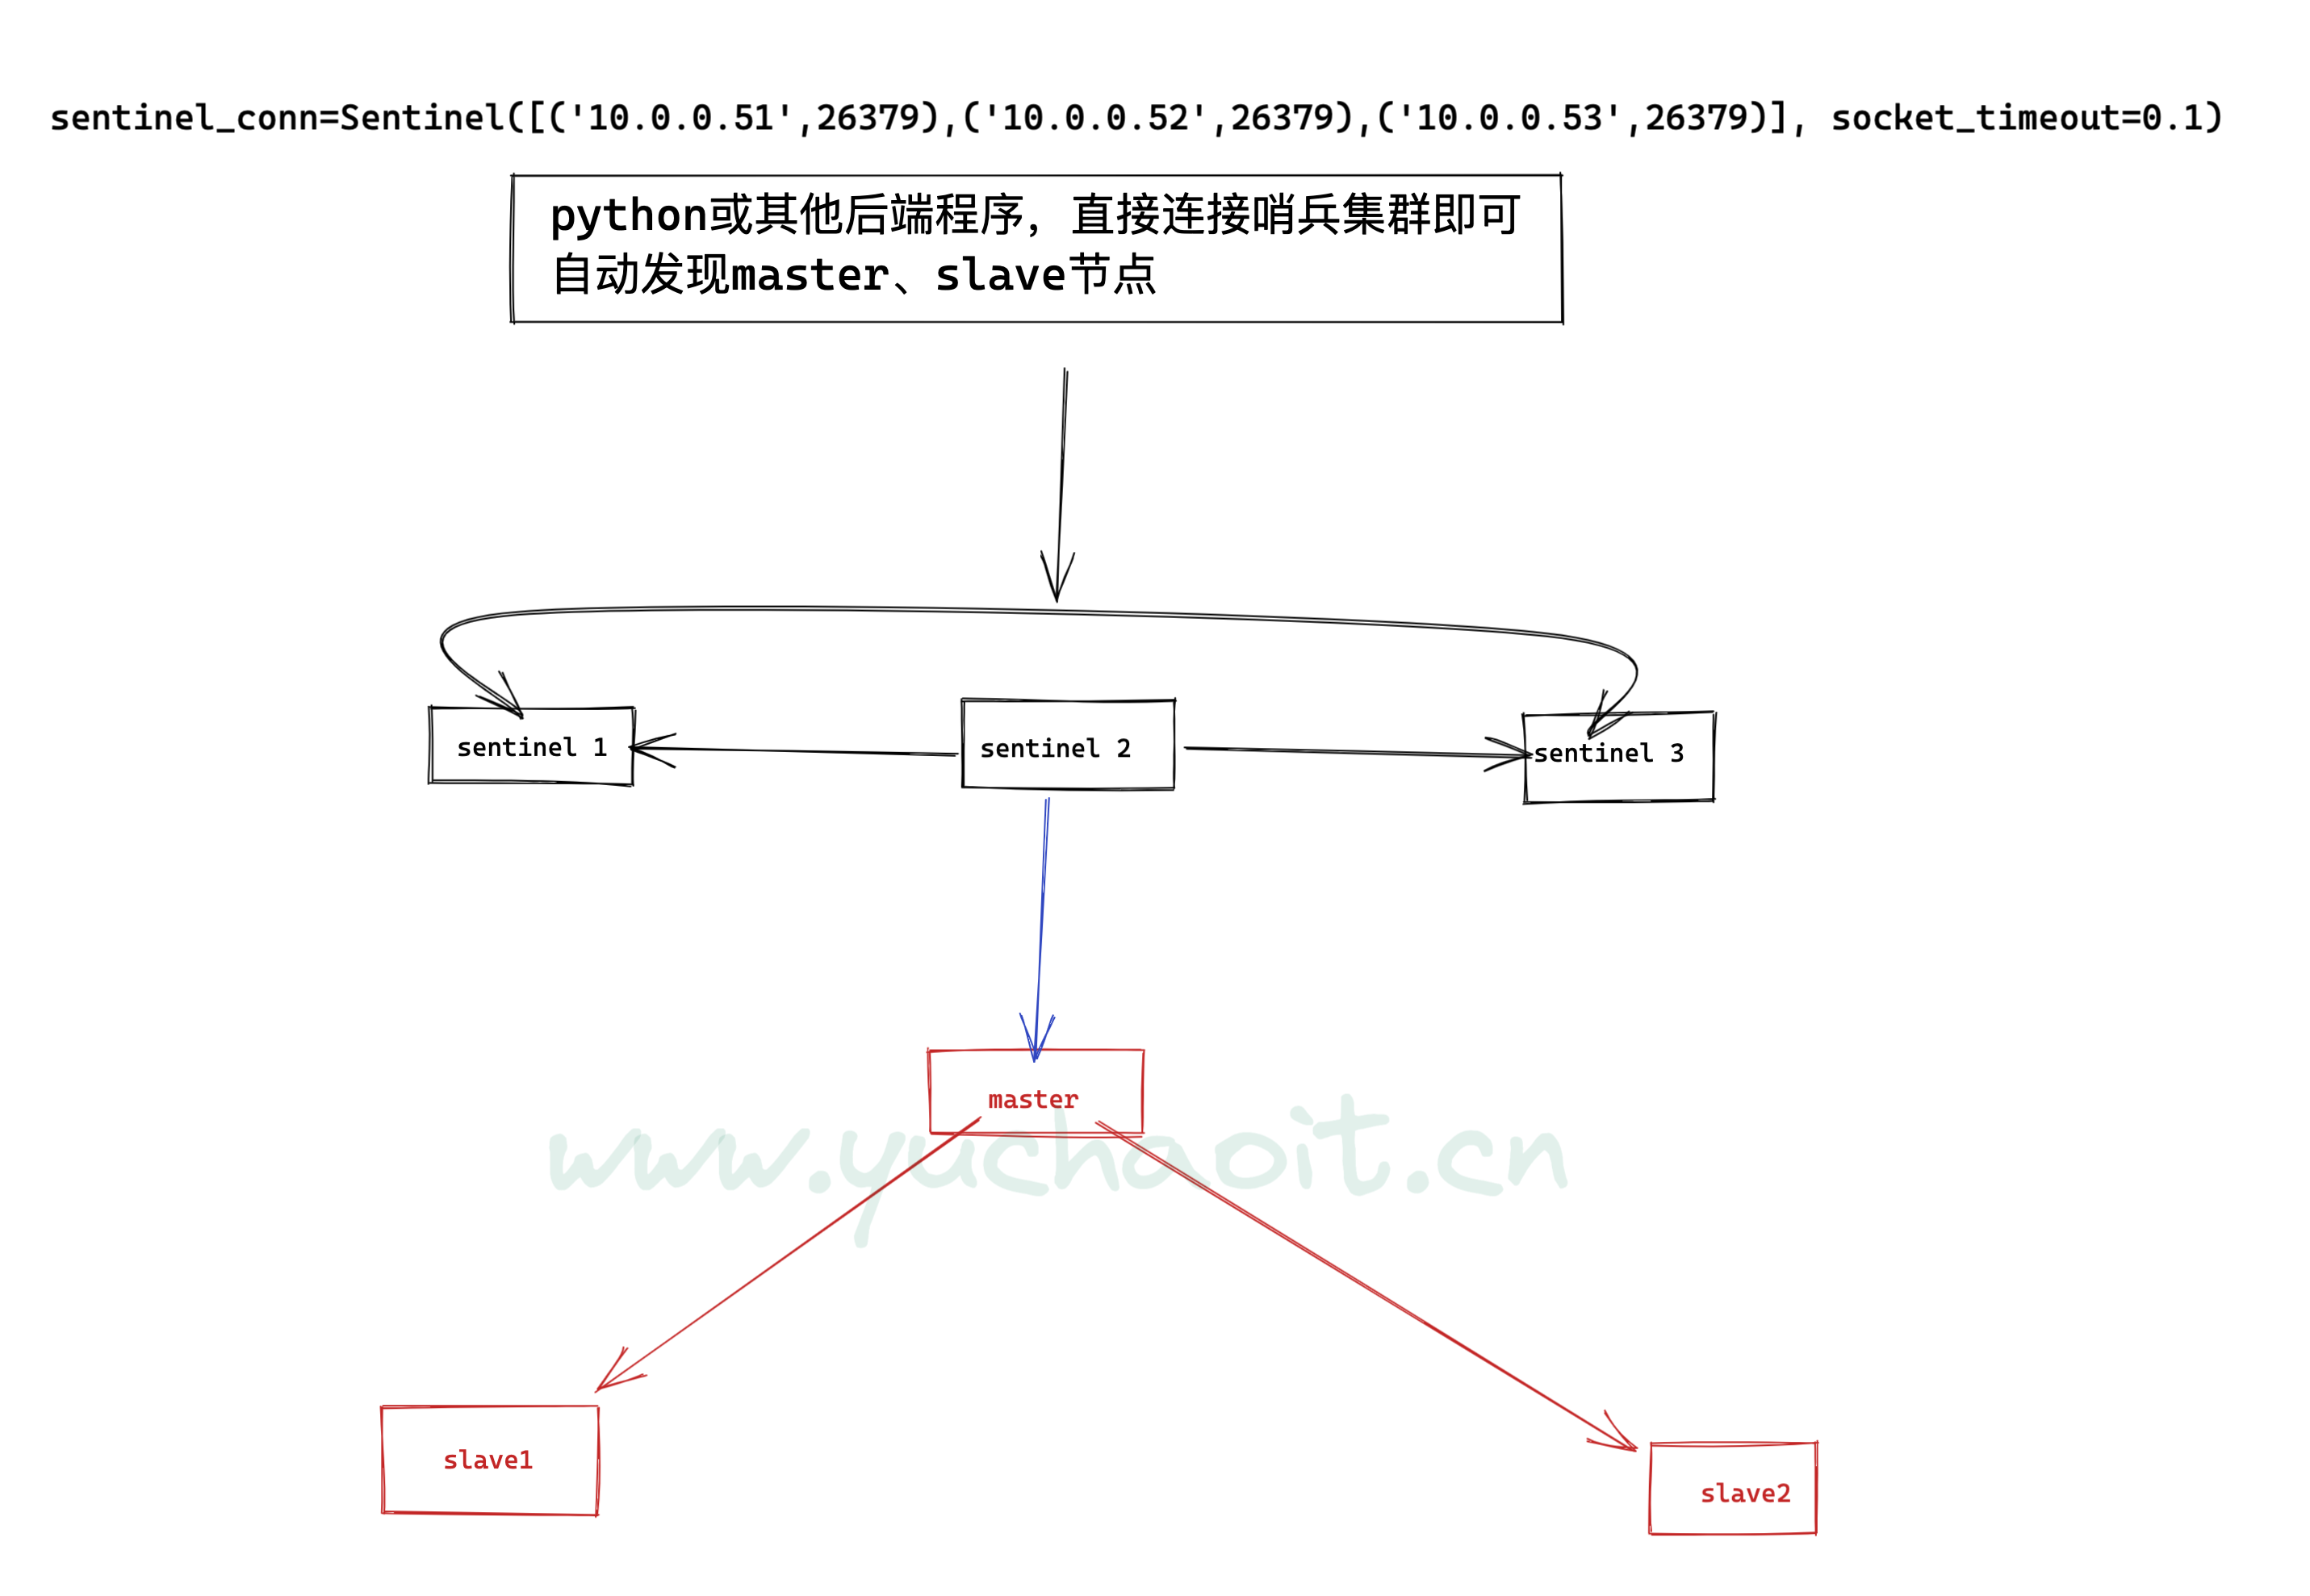 sentinel_conn=Sentinel([('10.0.0.51',26379),('10.0.0.52',26379),('10.0.0.53',26379)], socket_timeout=0.1)
python或其他后端程序，直接连接哨兵集群即可
自动发现master、slave节点
sentinel 1
sentinel 2
sentinel 3
master
www.yuchaoit.cn
slave1
slave2